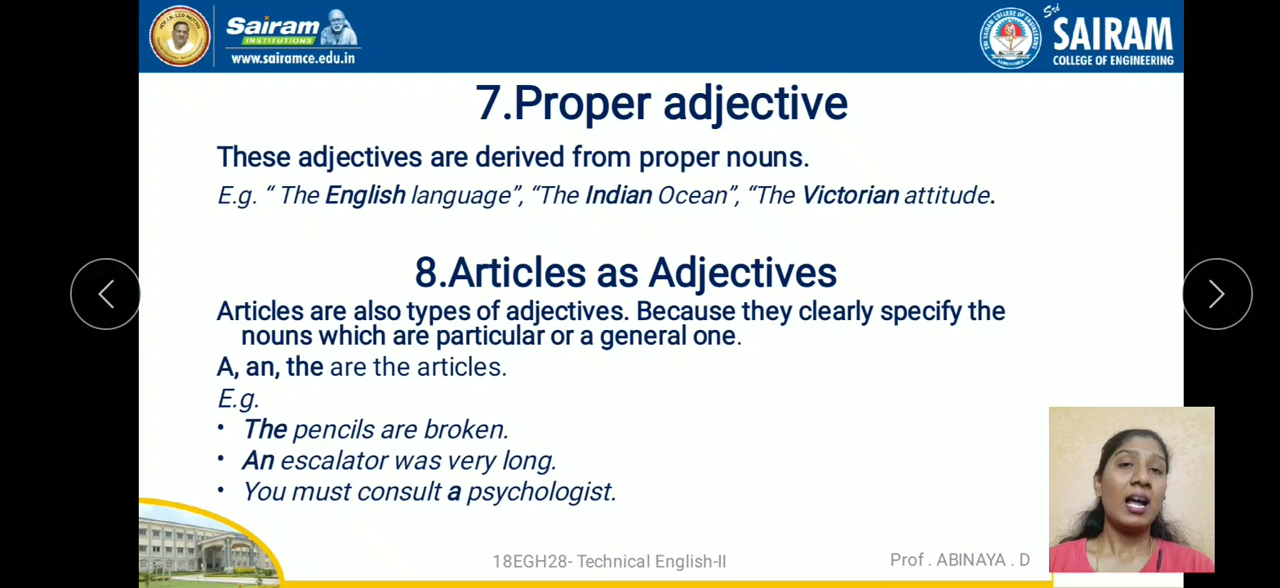 Sairam
INSTITUTIONS
www.sairamce.edu.in
Sri
SAIRAM
COLLEGE OF ENGINEERING
7.Proper adjective
These adjectives are derived from proper nouns.
E.g. “ The English language”, “The Indian Ocean”, “The Victorian attitude.
8.Articles as Adjectives
Articles are also types of adjectives. Because they clearly specify the
nouns which are particular or a general one.
A, an, the are the articles.
E.g.
• The pencils are broken.
• An escalator was very long.
• You must consult a psychologist.
18EGH28- Technical English-II
Prof . ABINAYA . D